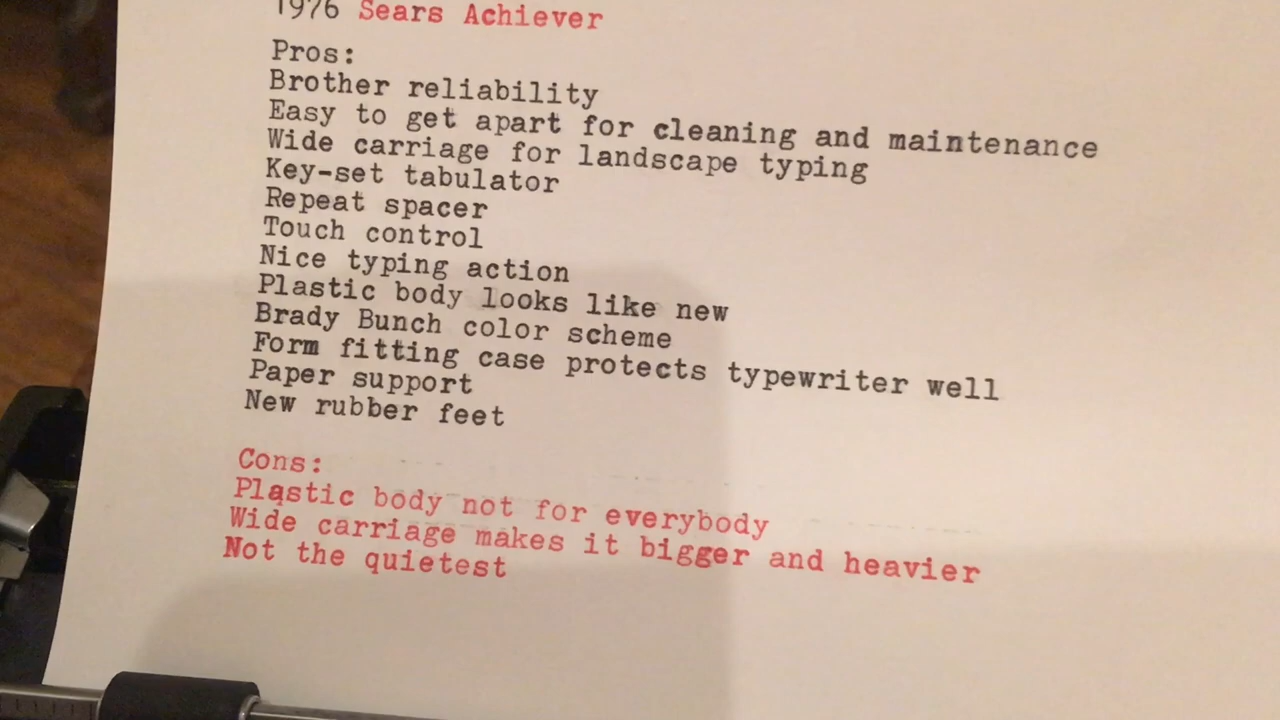 1976 Sears Achiever
Pros:
Brother reliability
Easy to get apart for cleaning and maintenance
Wide carriage for landscape typing
Key-set tabulator
Repeat spacer
Touch control
Nice typing action
Plastic body looks like new
Brady Bunch color scheme
Form fitting case protects typewriter well
Paper support
New rubber feet
Cons:
Plastic body not for everybody
Wide carriage makes it bigger and heavier
Not the quietest